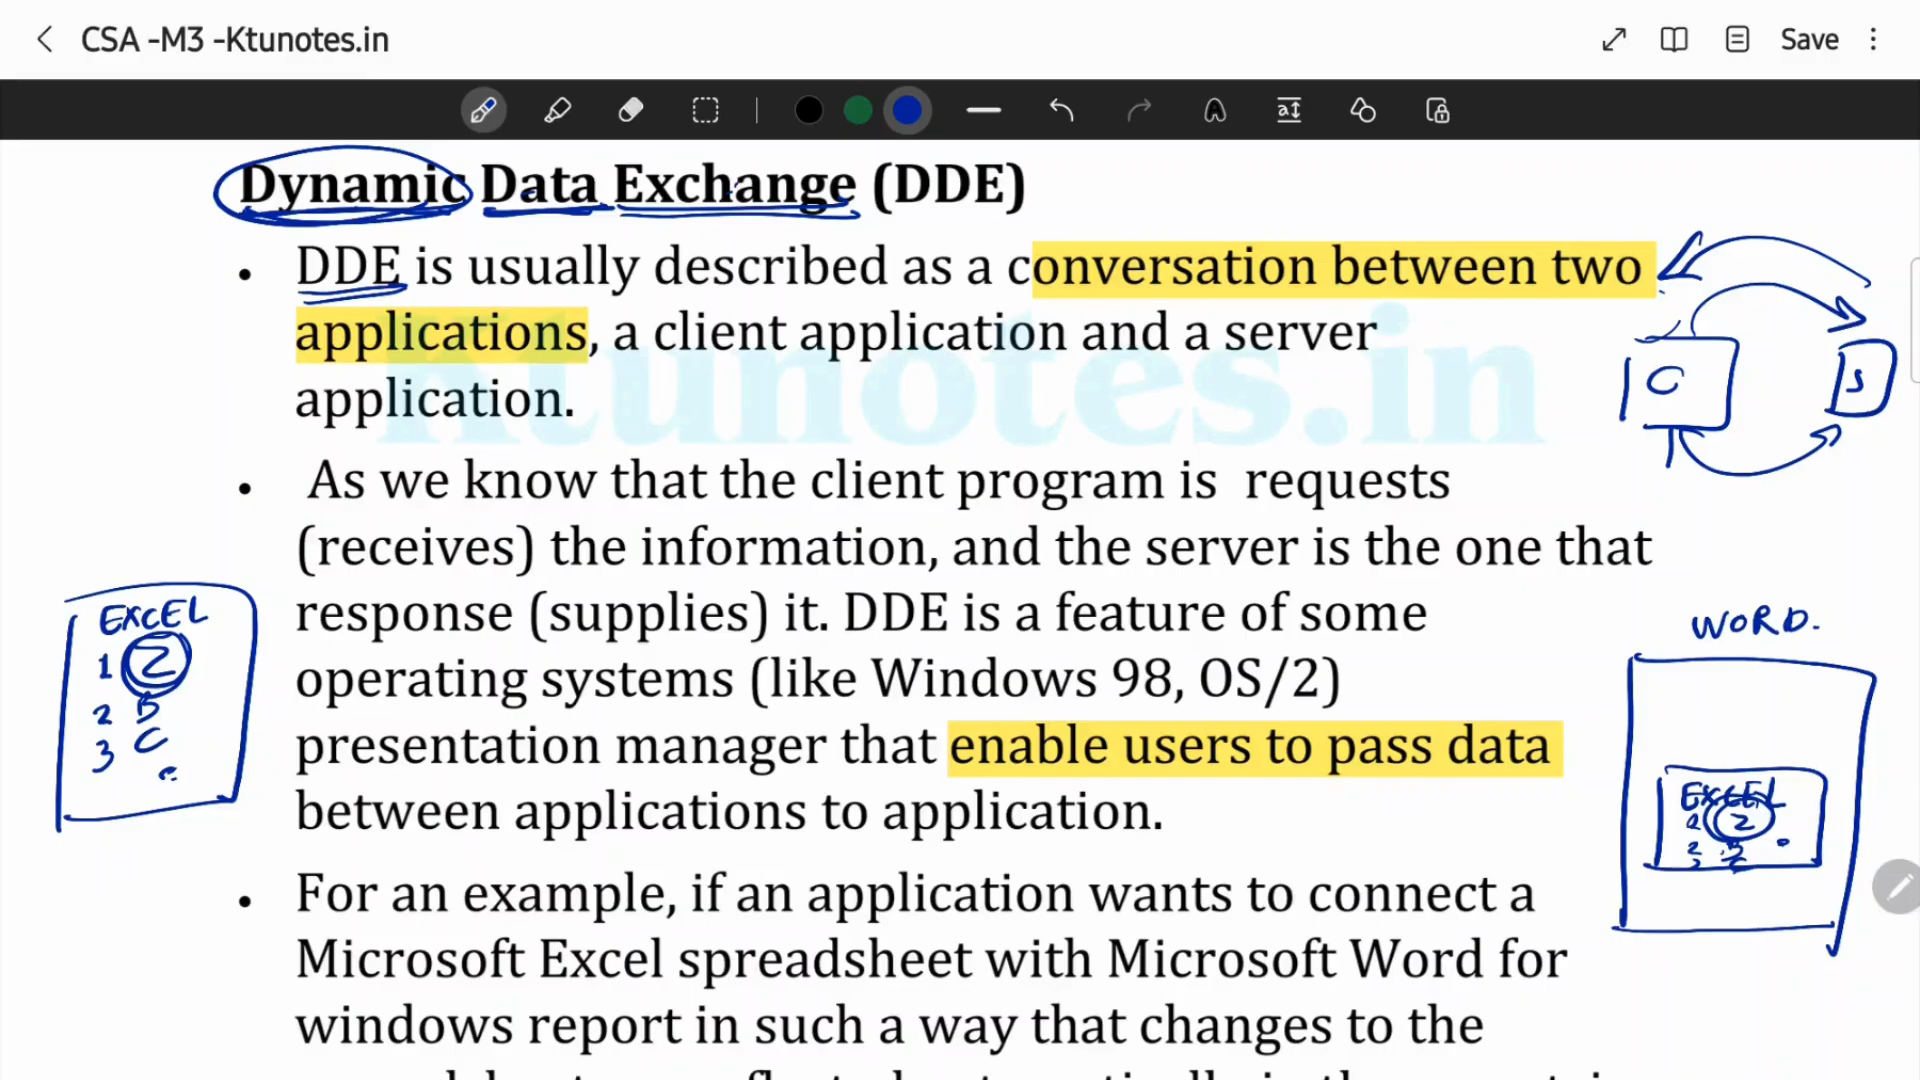 CSA -M3 -Ktunotes.in
Save
Dynamic Data Exchange (DDE)
• DDE is usually described as a conversation between two
applications, a client application and a server
application.
• As we know that the client program is requests
(receives) the information, and the server is the one that
response (supplies) it. DDE is a feature of some
operating systems (like Windows 98, OS/2)
presentation manager that enable users to pass data
between applications to application.
• For an example, if an application wants to connect a
Microsoft Excel spreadsheet with Microsoft Word for
windows report in such a way that changes to the
Ktunotes.in
C
S
EXCEL
1 Z
2 B
3 C
WORD.
EXCEL
2